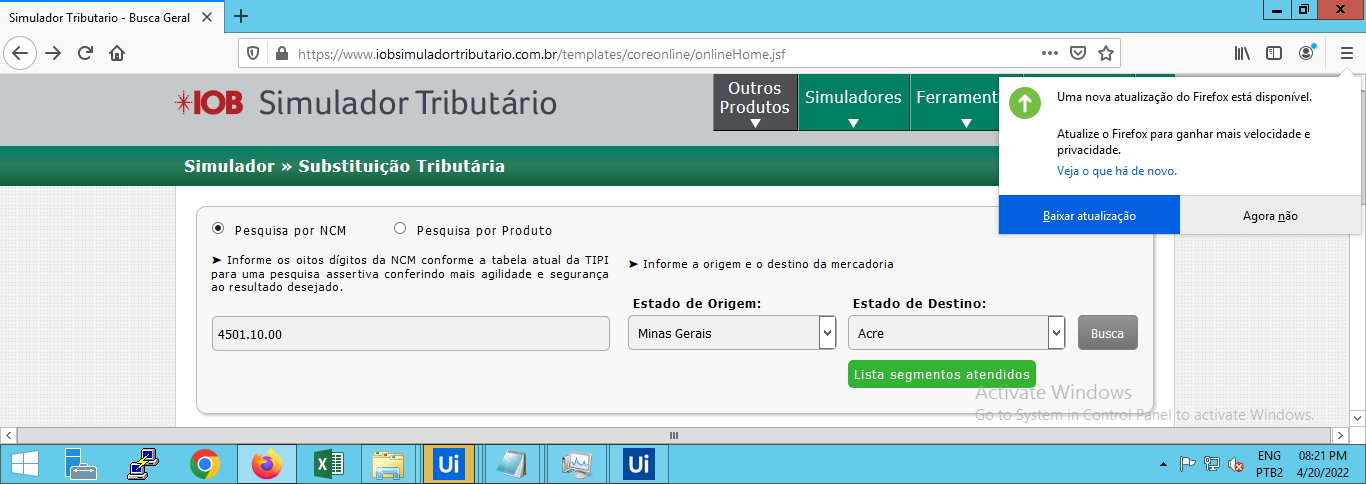 Simulador Tributario - Busca Geral
https://www.iobsimuladortributario.com.br/templates/coreonline/onlineHome.jsf
IOB Simulador Tributário
Outros Produtos
Simuladores
Ferrament
Uma nova atualização do Firefox está disponível.
Atualize o Firefox para ganhar mais velocidade e
privacidade.
Veja o que há de novo.
Baixar atualização
Agora não
Simulador » Substituição Tributária
Pesquisa por NCM
Pesquisa por Produto
➤ Informe os oitos dígitos da NCM conforme a tabela atual da TIPI
para uma pesquisa assertiva conferindo mais agilidade e segurança
ao resultado desejado.
➤ Informe a origem e o destino da mercadoria
Estado de Origem:
Estado de Destino:
4501.10.00
Minas Gerais
Acre
Busca
Lista segmentos atendidos
Activate Windows
Go to System in Control Panel to activate Windows.
Ui
Ui
ENG
PTB2
08:21 PM
4/20/2022